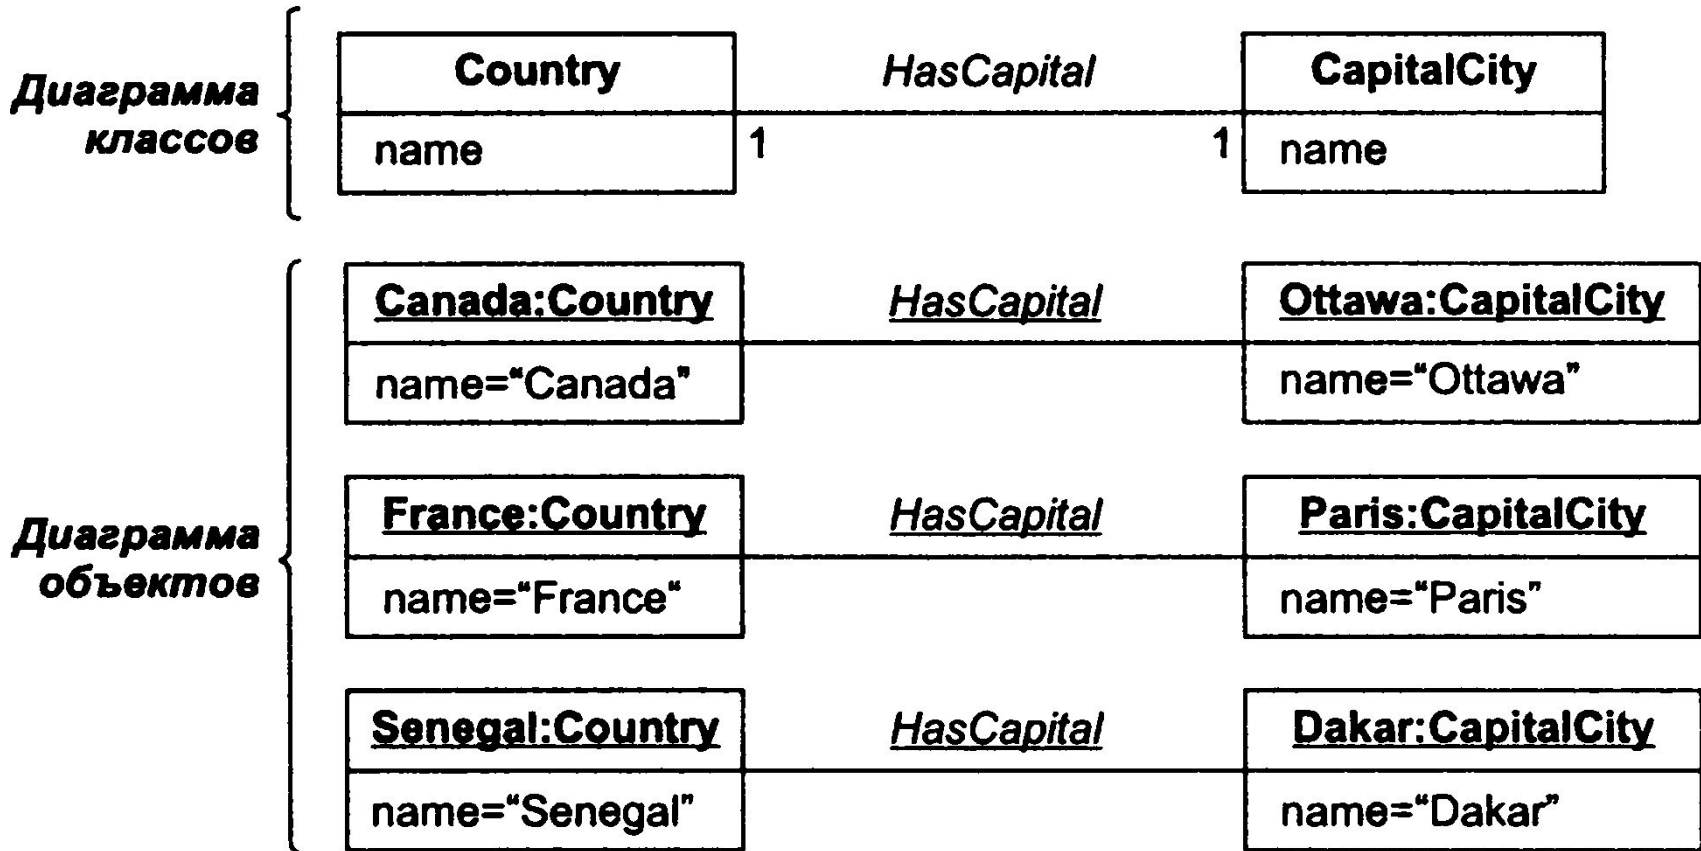 Диаграмма
классов
Country HasCapital CapitalCity
name 1 1 name
Диаграмма
объектов
Canada:Country HasCapital Ottawa:CapitalCity
name=“Canada” name=“Ottawa”
France:Country HasCapital Paris:CapitalCity
name=“France“ name=“Paris”
Senegal:Country HasCapital Dakar:CapitalCity
name=“Senegal” name=“Dakar”